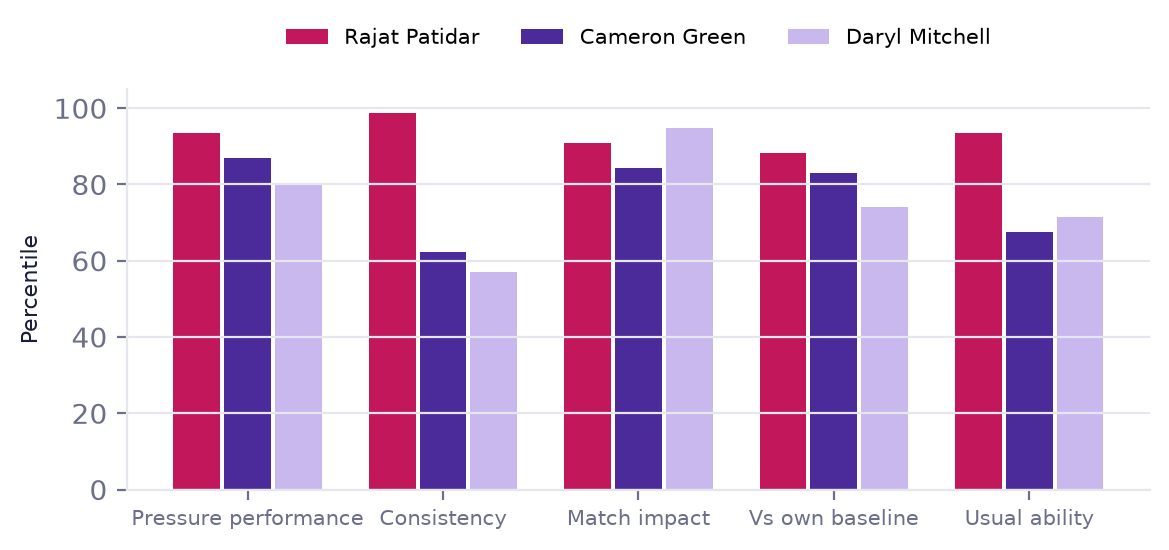 Rajat Patidar Cameron Green Daryl Mitchell
100
80
60
40
20
0
Percentile
Pressure performance Consistency Match impact Vs own baseline Usual ability